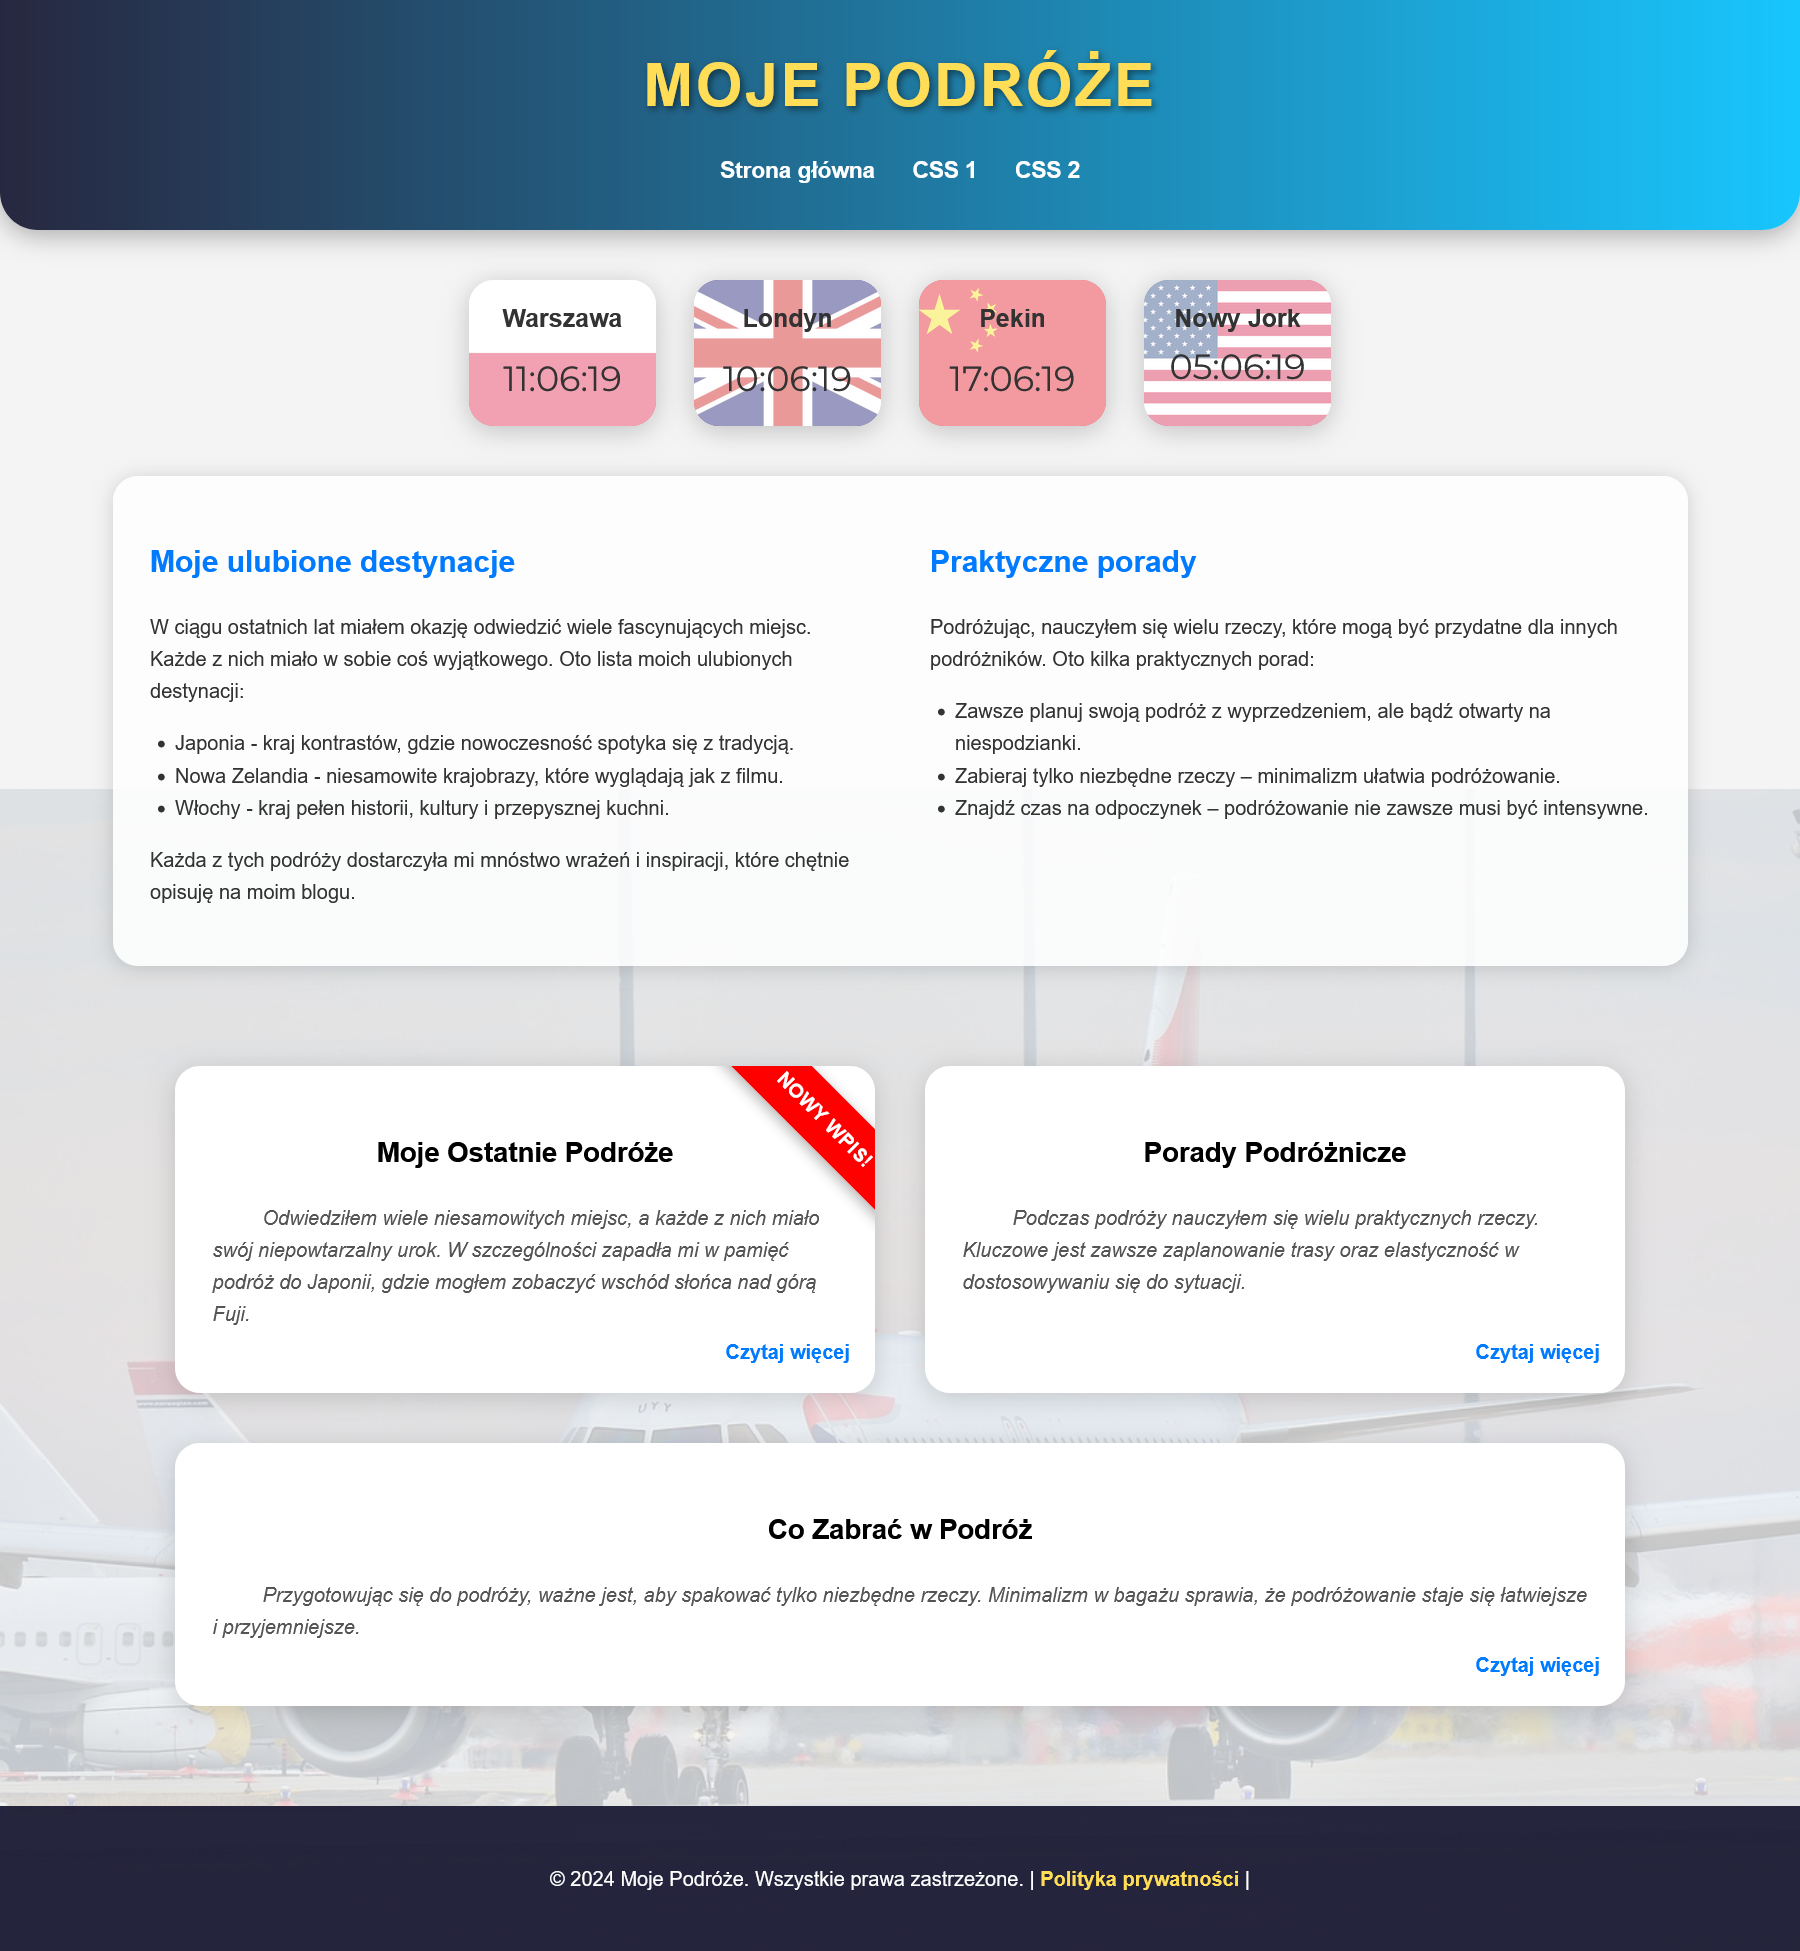 MOJE PODRÓŻE
Strona główna CSS 1 CSS 2
Warszawa
11:06:19
Londyn
10:06:19
Pekin
17:06:19
Nowy Jork
05:06:19
Moje ulubione destynacje
W ciągu ostatnich lat miałem okazję odwiedzić wiele fascynujących miejsc.
Każde z nich miało w sobie coś wyjątkowego. Oto lista moich ulubionych
destynacji:
• Japonia - kraj kontrastów, gdzie nowoczesność spotyka się z tradycją.
• Nowa Zelandia - niesamowite krajobrazy, które wyglądają jak z filmu.
• Włochy - kraj pełen historii, kultury i przepysznej kuchni.
Każda z tych podróży dostarczyła mi mnóstwo wrażeń i inspiracji, które chętnie
opisuję na moim blogu.
Praktyczne porady
Podróżując, nauczyłem się wielu rzeczy, które mogą być przydatne dla innych
podróżników. Oto kilka praktycznych porad:
• Zawsze planuj swoją podróż z wyprzedzeniem, ale bądź otwarty na
niespodzianki.
• Zabieraj tylko niezbędne rzeczy – minimalizm ułatwia podróżowanie.
• Znajdź czas na odpoczynek – podróżowanie nie zawsze musi być intensywne.
NOWY WPIS!
Moje Ostatnie Podróże
Odwiedziłem wiele niesamowitych miejsc, a każde z nich miało
swój niepowtarzalny urok. W szczególności zapadła mi w pamięć
podróż do Japonii, gdzie mogłem zobaczyć wschód słońca nad górą
Fuji.
Czytaj więcej
Porady Podróżnicze
Podczas podróży nauczyłem się wielu praktycznych rzeczy.
Kluczowe jest zawsze zaplanowanie trasy oraz elastyczność w
dostosowywaniu się do sytuacji.
Czytaj więcej
UYY
Co Zabrać w Podróż
Przygotowując się do podróży, ważne jest, aby spakować tylko niezbędne rzeczy. Minimalizm w bagażu sprawia, że podróżowanie staje się łatwiejsze
i przyjemniejsze.
Czytaj więcej
© 2024 Moje Podróże. Wszystkie prawa zastrzeżone. | Polityka prywatności |